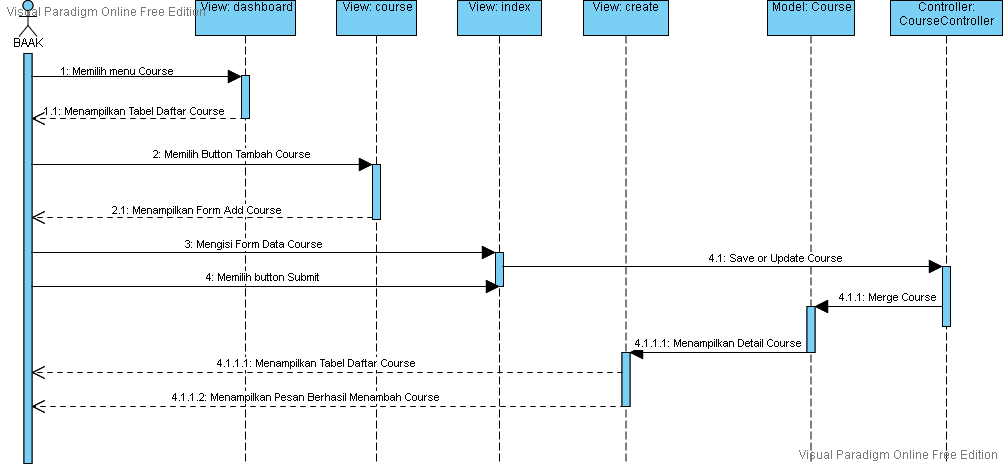 Visual Paradigm Online Free Edition
View: dashboard
View: course
View: index
View: create
Model: Course
Controller:
CourseController
BAAK
1: Memilih menu Course
1.1: Menampilkan Tabel Daftar Course
2: Memilih Button Tambah Course
2.1: Menampilkan Form Add Course
3: Mengisi Form Data Course
4.1: Save or Update Course
4: Memilih button Submit
4.1.1: Merge Course
4.1.1.1: Menampilkan Detail Course
4.1.1.1: Menampilkan Tabel Daftar Course
4.1.1.2: Menampilkan Pesan Berhasil Menambah Course
Visual Paradigm Online Free Edition